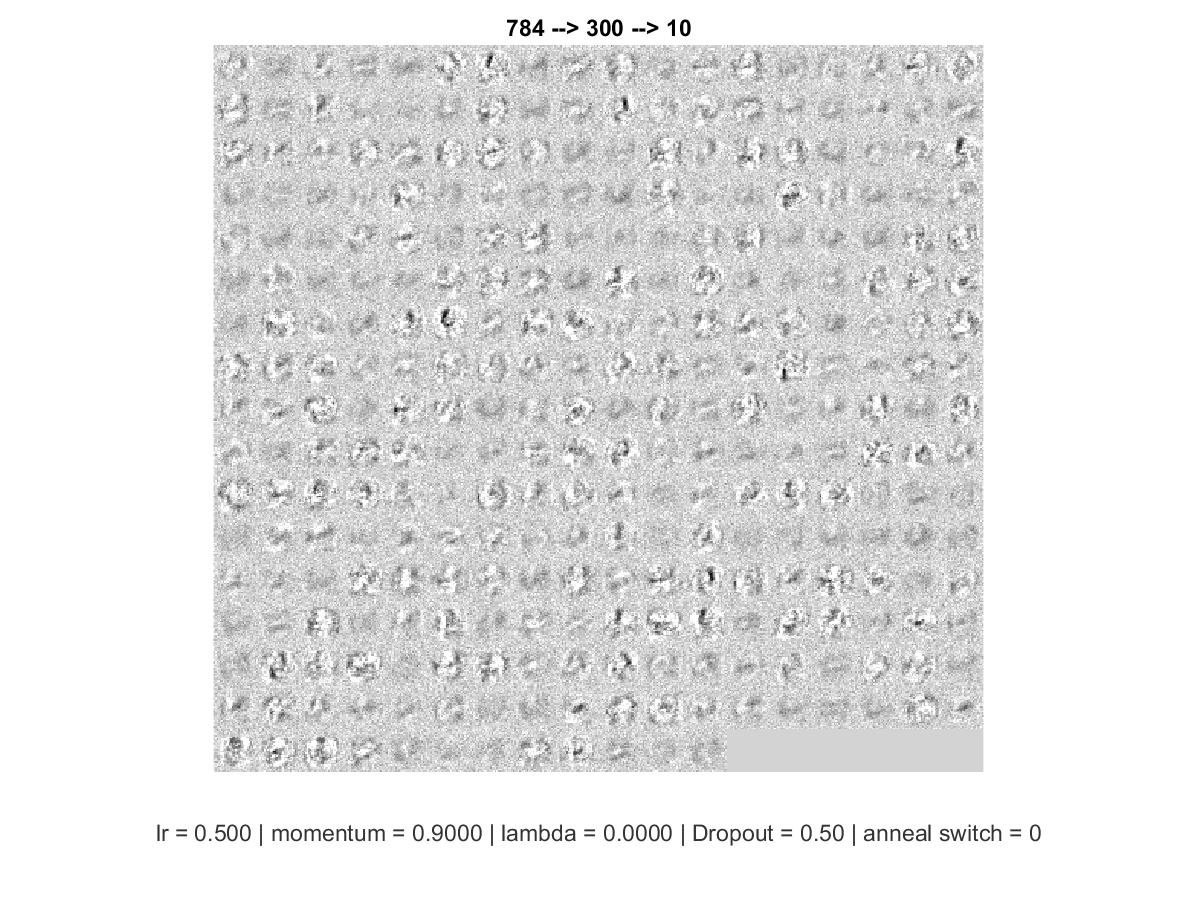 784 --> 300 --> 10
lr = 0.500 | momentum = 0.9000 | lambda = 0.0000 | Dropout = 0.50 | anneal switch = 0